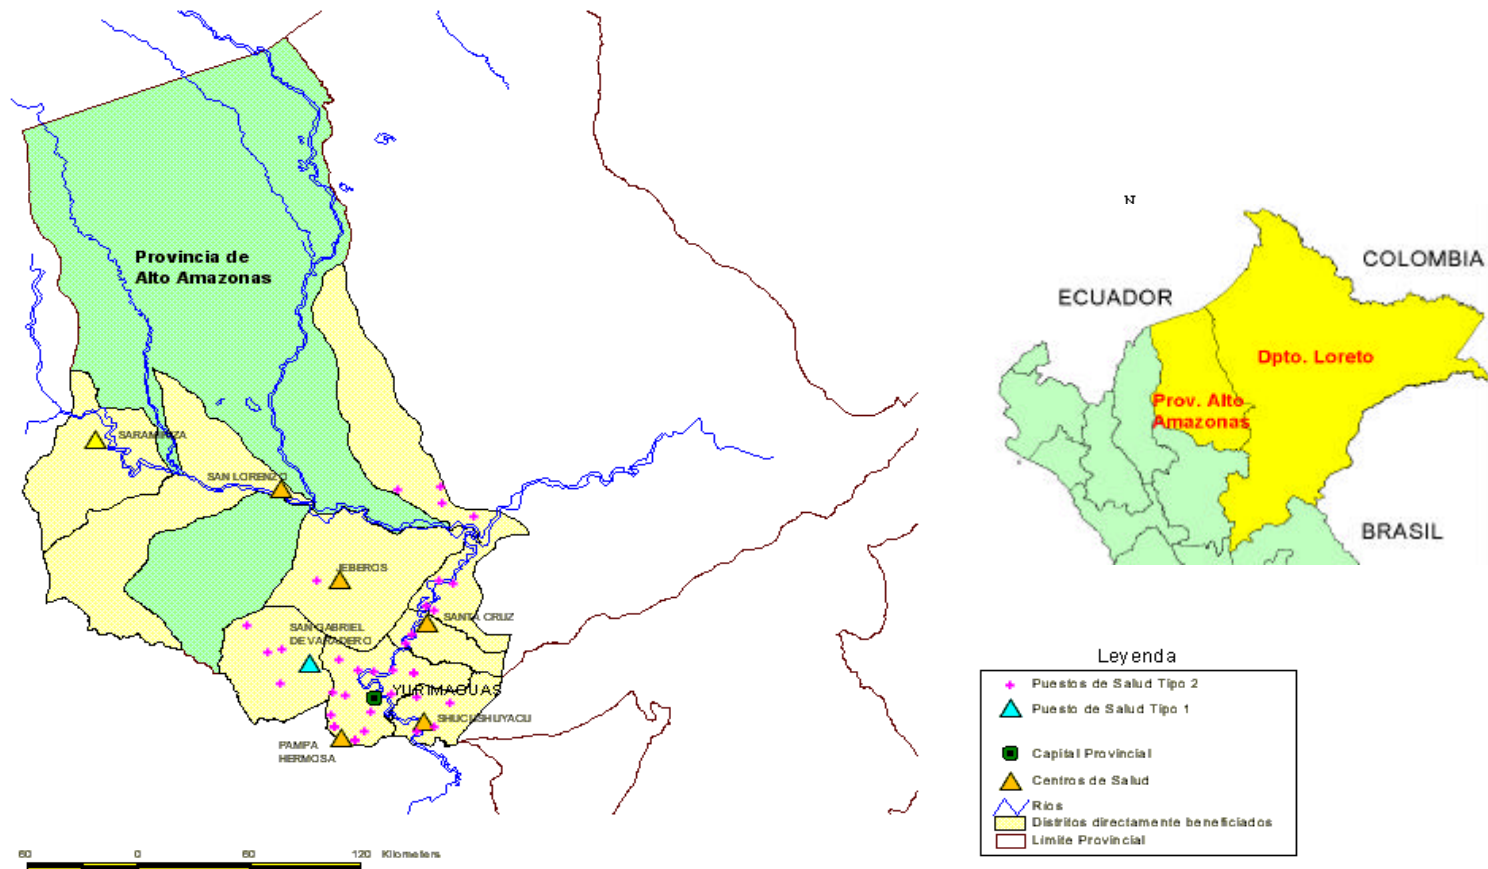 N
COLOMBIA
ECUADOR
Provincia de
Alto Amazonas
Dpto. Loreto
Prov. Alto
Amazonas
SARAMIRIZA
SAN LORENZO
BRASIL
JEBEROS
SANTA CRUZ
SAN GABRIEL
DE VARADERO
YURIMAGUAS
SHUCUSHUYACU
PAMPA
HERMOSA
Leyenda
Puestos de Salud Tipo 2
Puesto de Salud Tipo 1
Capital Provincial
Centros de Salud
Ríos
Distritos directamente beneficiados
Límite Provincial
60 0 60 120 Kilometers